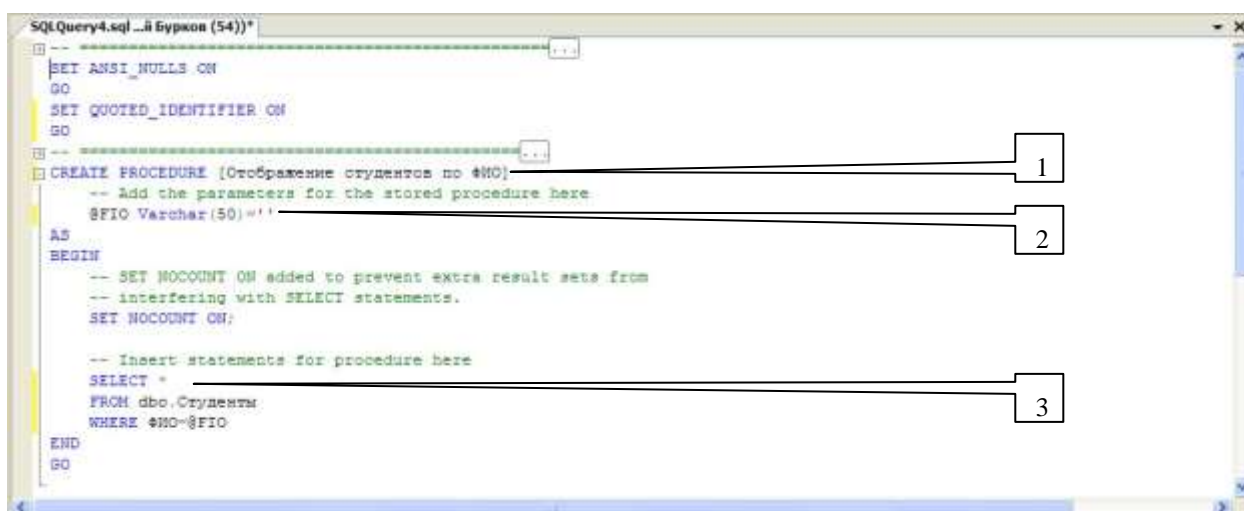 SQLQuery4.sql ...й Бурков (54))*
-- ================================================== ...
SET ANSI_NULLS ON
GO
SET QUOTED_IDENTIFIER ON
GO
-- =============================================== ...
CREATE PROCEDURE [Отображение студентов по ФИО]
1
-- Add the parameters for the stored procedure here
@FIO Varchar(50)=''
2
AS
BEGIN
-- SET NOCOUNT ON added to prevent extra result sets from
-- interfering with SELECT statements.
SET NOCOUNT ON;
-- Insert statements for procedure here
SELECT *
FROM dbo.Студенты
3
WHERE ФИО=@FIO
END
GO